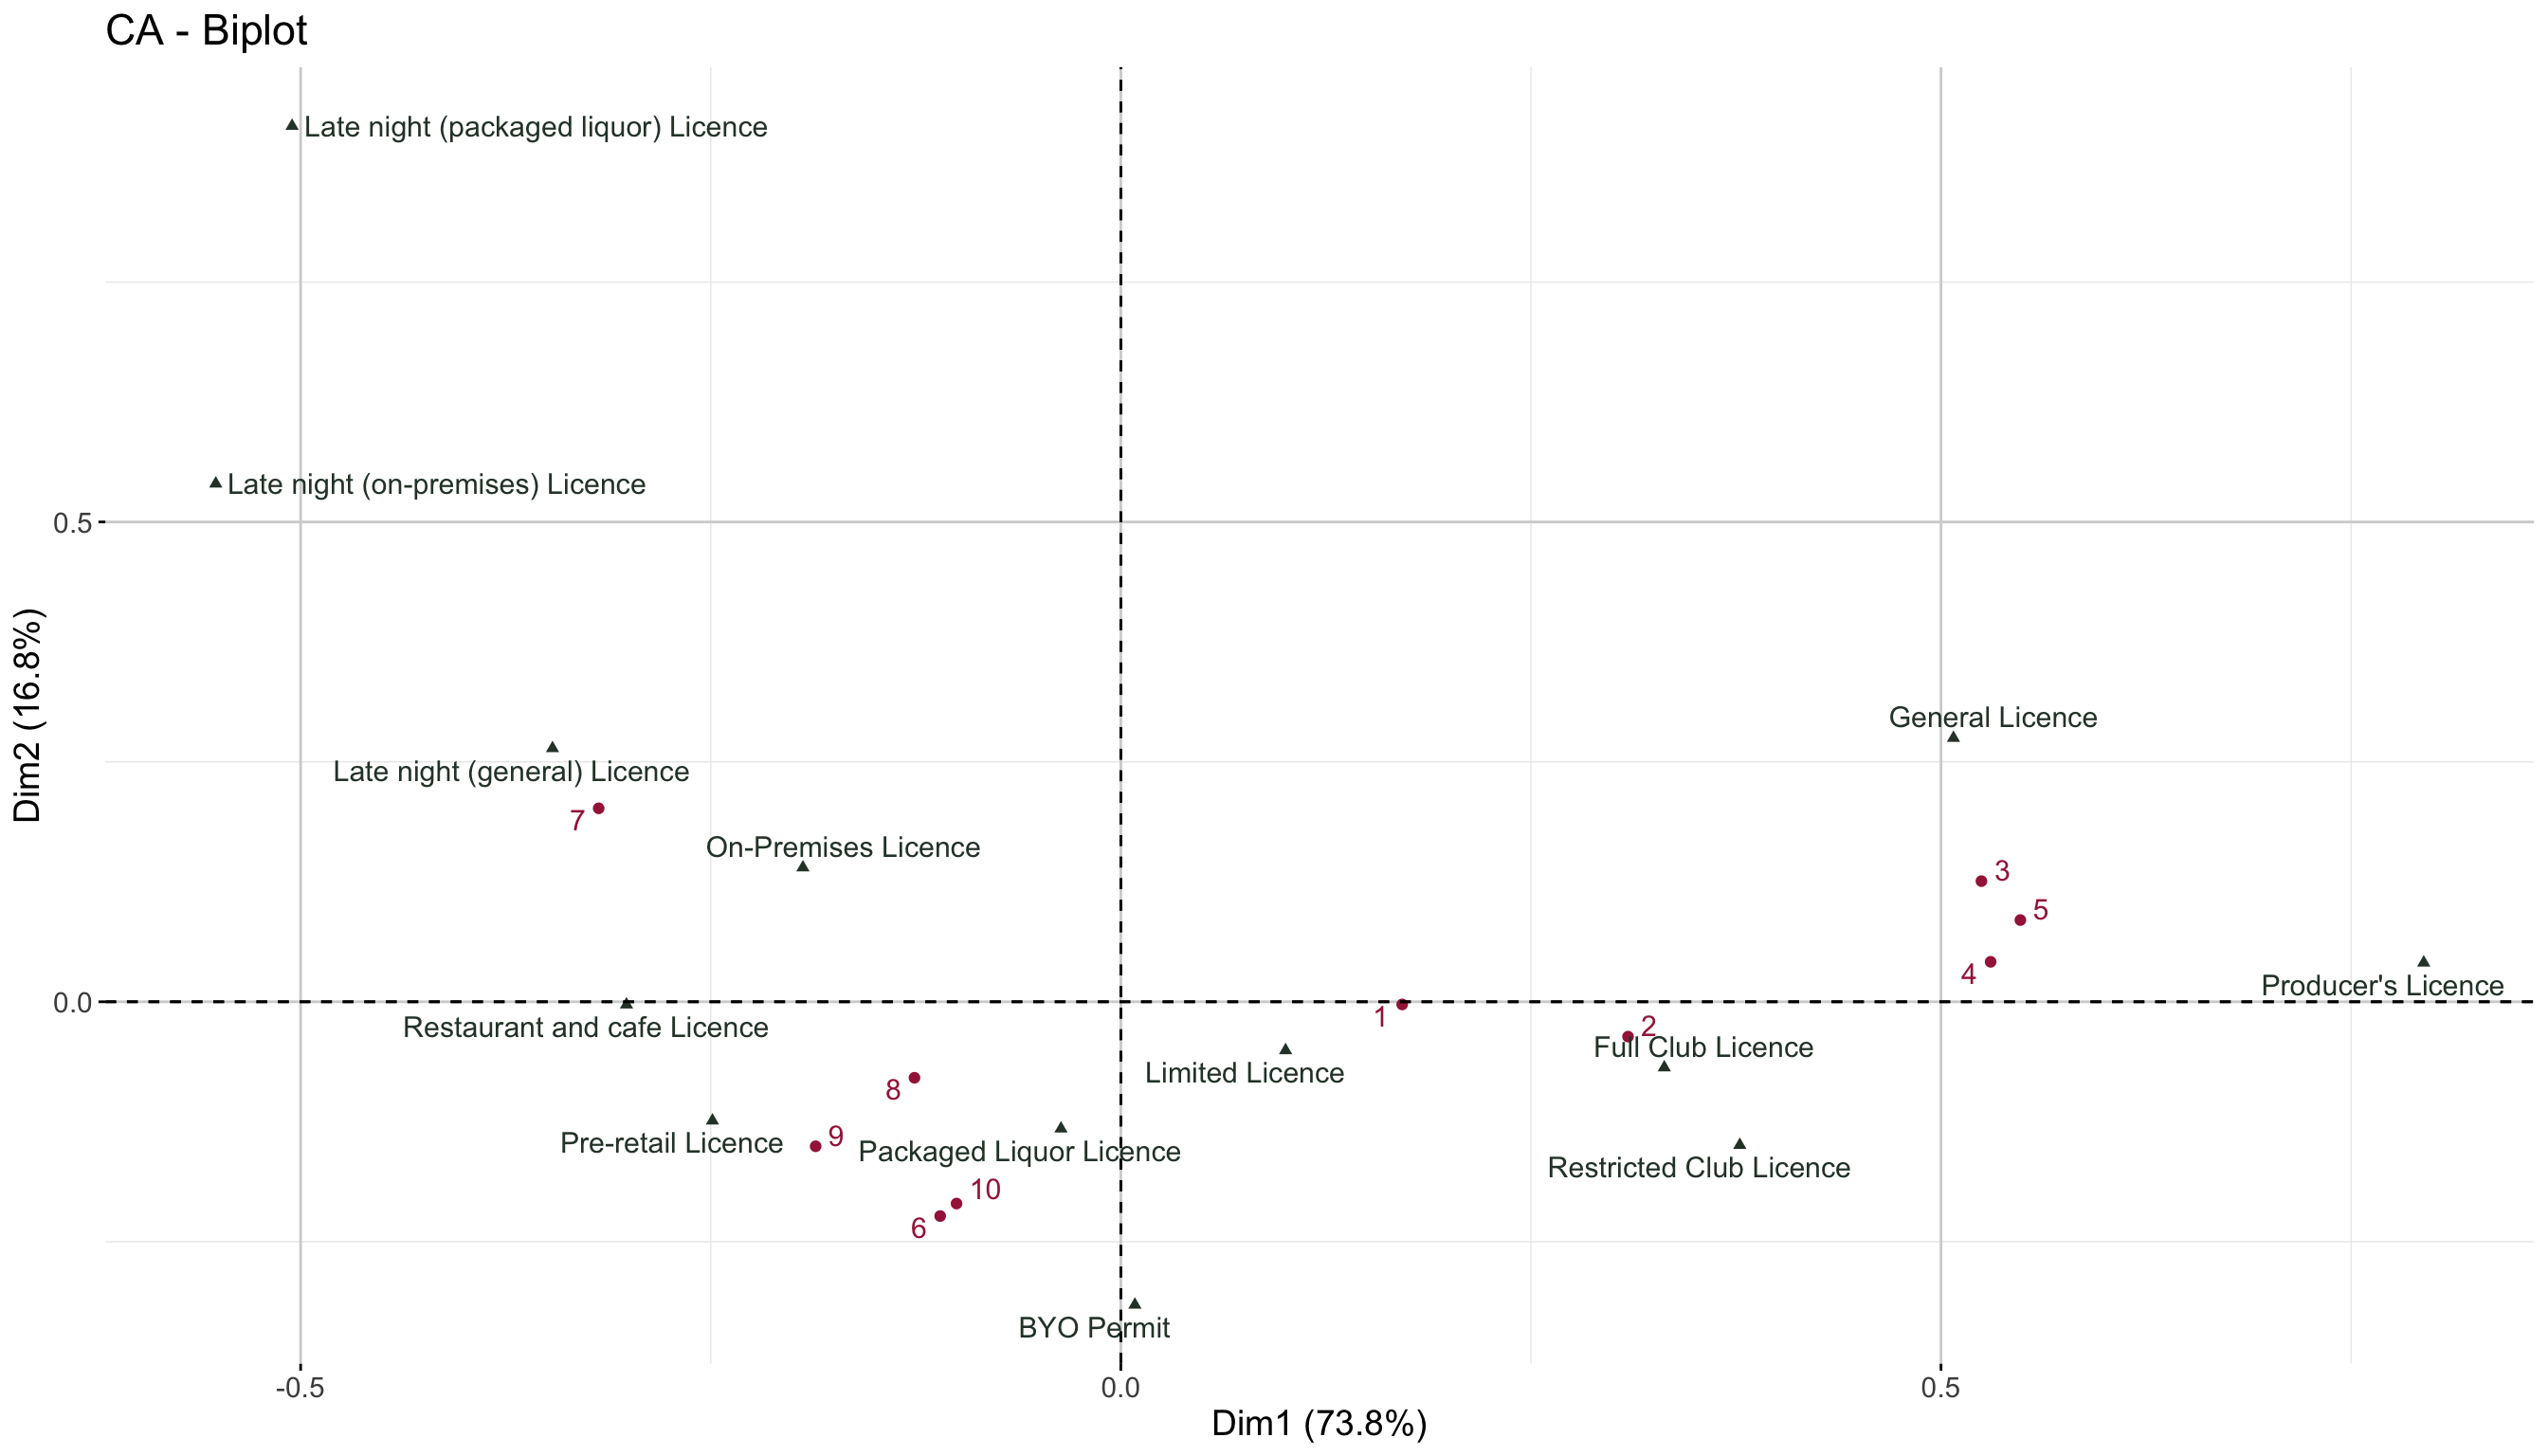 CA - Biplot
Late night (packaged liquor) Licence
Late night (on-premises) Licence
0.5
General Licence
Late night (general) Licence
7
On-Premises Licence
3
5
4
Producer's Licence
0.0
Restaurant and cafe Licence
1
2
Full Club Licence
Limited Licence
8
Pre-retail Licence
9
Packaged Liquor Licence
Restricted Club Licence
10
6
BYO Permit
-0.5
0.0
0.5
Dim1 (73.8%)
Dim2 (16.8%)